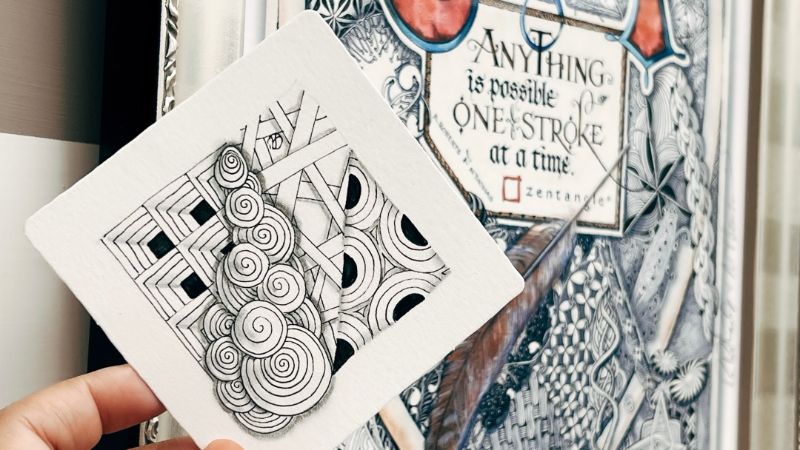 ANYTHING
is possible
ONE STROKE
at a time.
zentangle®